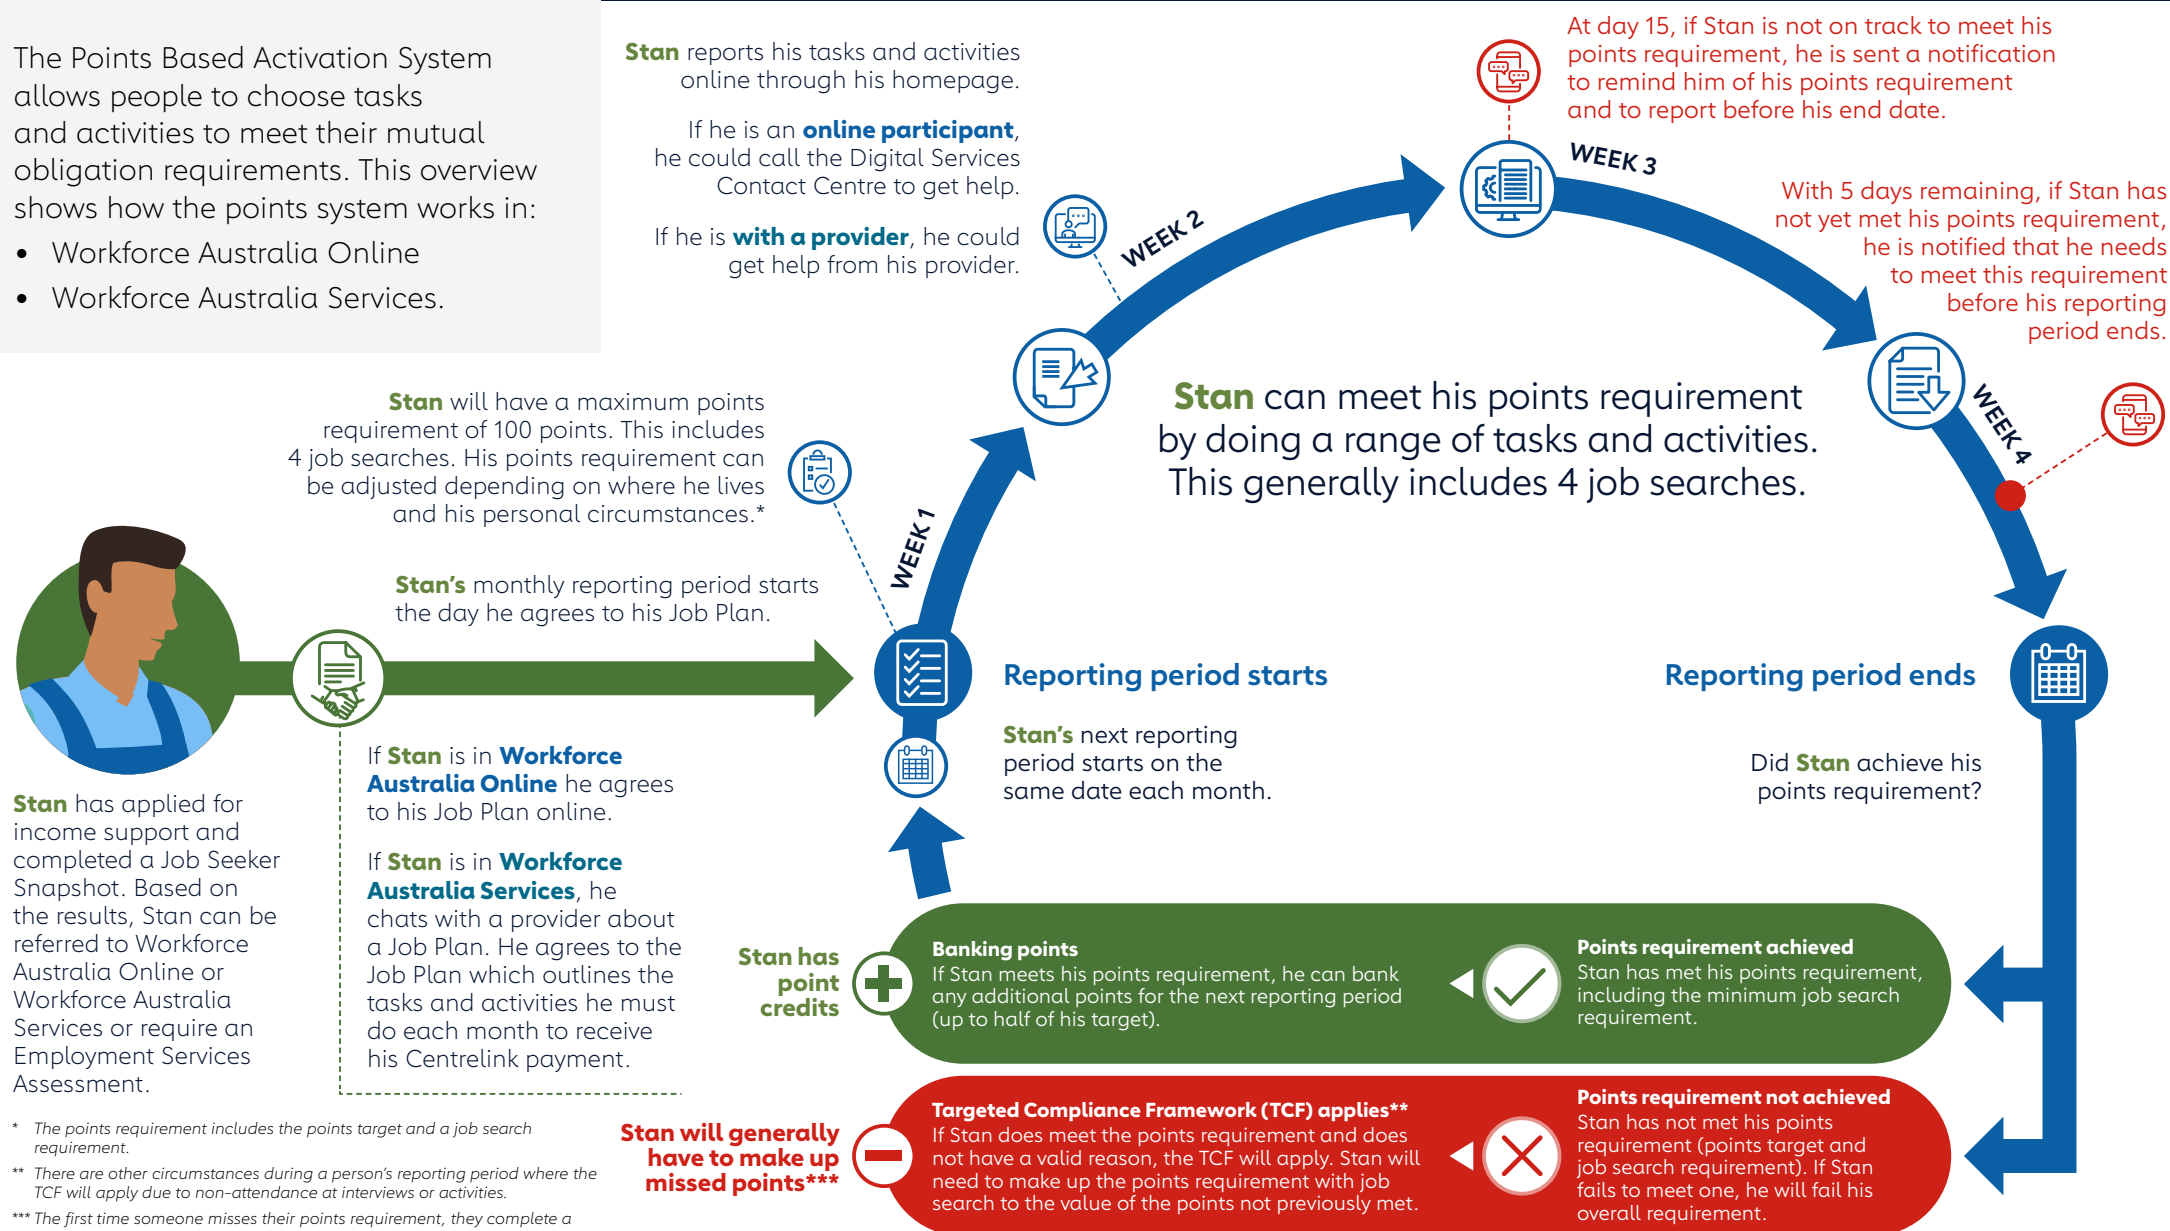 The Points Based Activation System
allows people to choose tasks
and activities to meet their mutual
obligation requirements. This overview
shows how the points system works in:
• Workforce Australia Online
• Workforce Australia Services.
Stan reports his tasks and activities
online through his homepage.
If he is an online participant,
he could call the Digital Services
Contact Centre to get help.
If he is with a provider, he could
get help from his provider.
At day 15, if Stan is not on track to meet his
points requirement, he is sent a notification
to remind him of his points requirement
and to report before his end date.
With 5 days remaining, if Stan has
not yet met his points requirement,
he is notified that he needs
to meet this requirement
before his reporting
period ends.
WEEK 1
WEEK 2
WEEK 3
WEEK 4
Stan will have a maximum points
requirement of 100 points. This includes
4 job searches. His points requirement can
be adjusted depending on where he lives
and his personal circumstances.*
Stan can meet his points requirement
by doing a range of tasks and activities.
This generally includes 4 job searches.
Stan's monthly reporting period starts
the day he agrees to his Job Plan.
Reporting period starts
Stan's next reporting
period starts on the
same date each month.
Reporting period ends
Did Stan achieve his
points requirement?
Stan has applied for
income support and
completed a Job Seeker
Snapshot. Based on
the results, Stan can be
referred to Workforce
Australia Online or
Workforce Australia
Services or require an
Employment Services
Assessment.
If Stan is in Workforce
Australia Online he agrees
to his Job Plan online.
If Stan is in Workforce
Australia Services, he
chats with a provider about
a Job Plan. He agrees to the
Job Plan which outlines the
tasks and activities he must
do each month to receive
his Centrelink payment.
Stan has
point
credits
Banking points
If Stan meets his points requirement, he can bank
any additional points for the next reporting period
(up to half of his target).
Points requirement achieved
Stan has met his points requirement,
including the minimum job search
requirement.
Stan will generally
have to make up
missed points***
Targeted Compliance Framework (TCF) applies**
If Stan does meet the points requirement and does
not have a valid reason, the TCF will apply. Stan will
need to make up the points requirement with job
search to the value of the points not previously met.
Points requirement not achieved
Stan has not met his points
requirement (points target and
job search requirement). If Stan
fails to meet one, he will fail his
overall requirement.
* The points requirement includes the points target and a job search
requirement.
** There are other circumstances during a person's reporting period where the
TCF will apply due to non-attendance at interviews or activities.
*** The first time someone misses their points requirement, they complete a